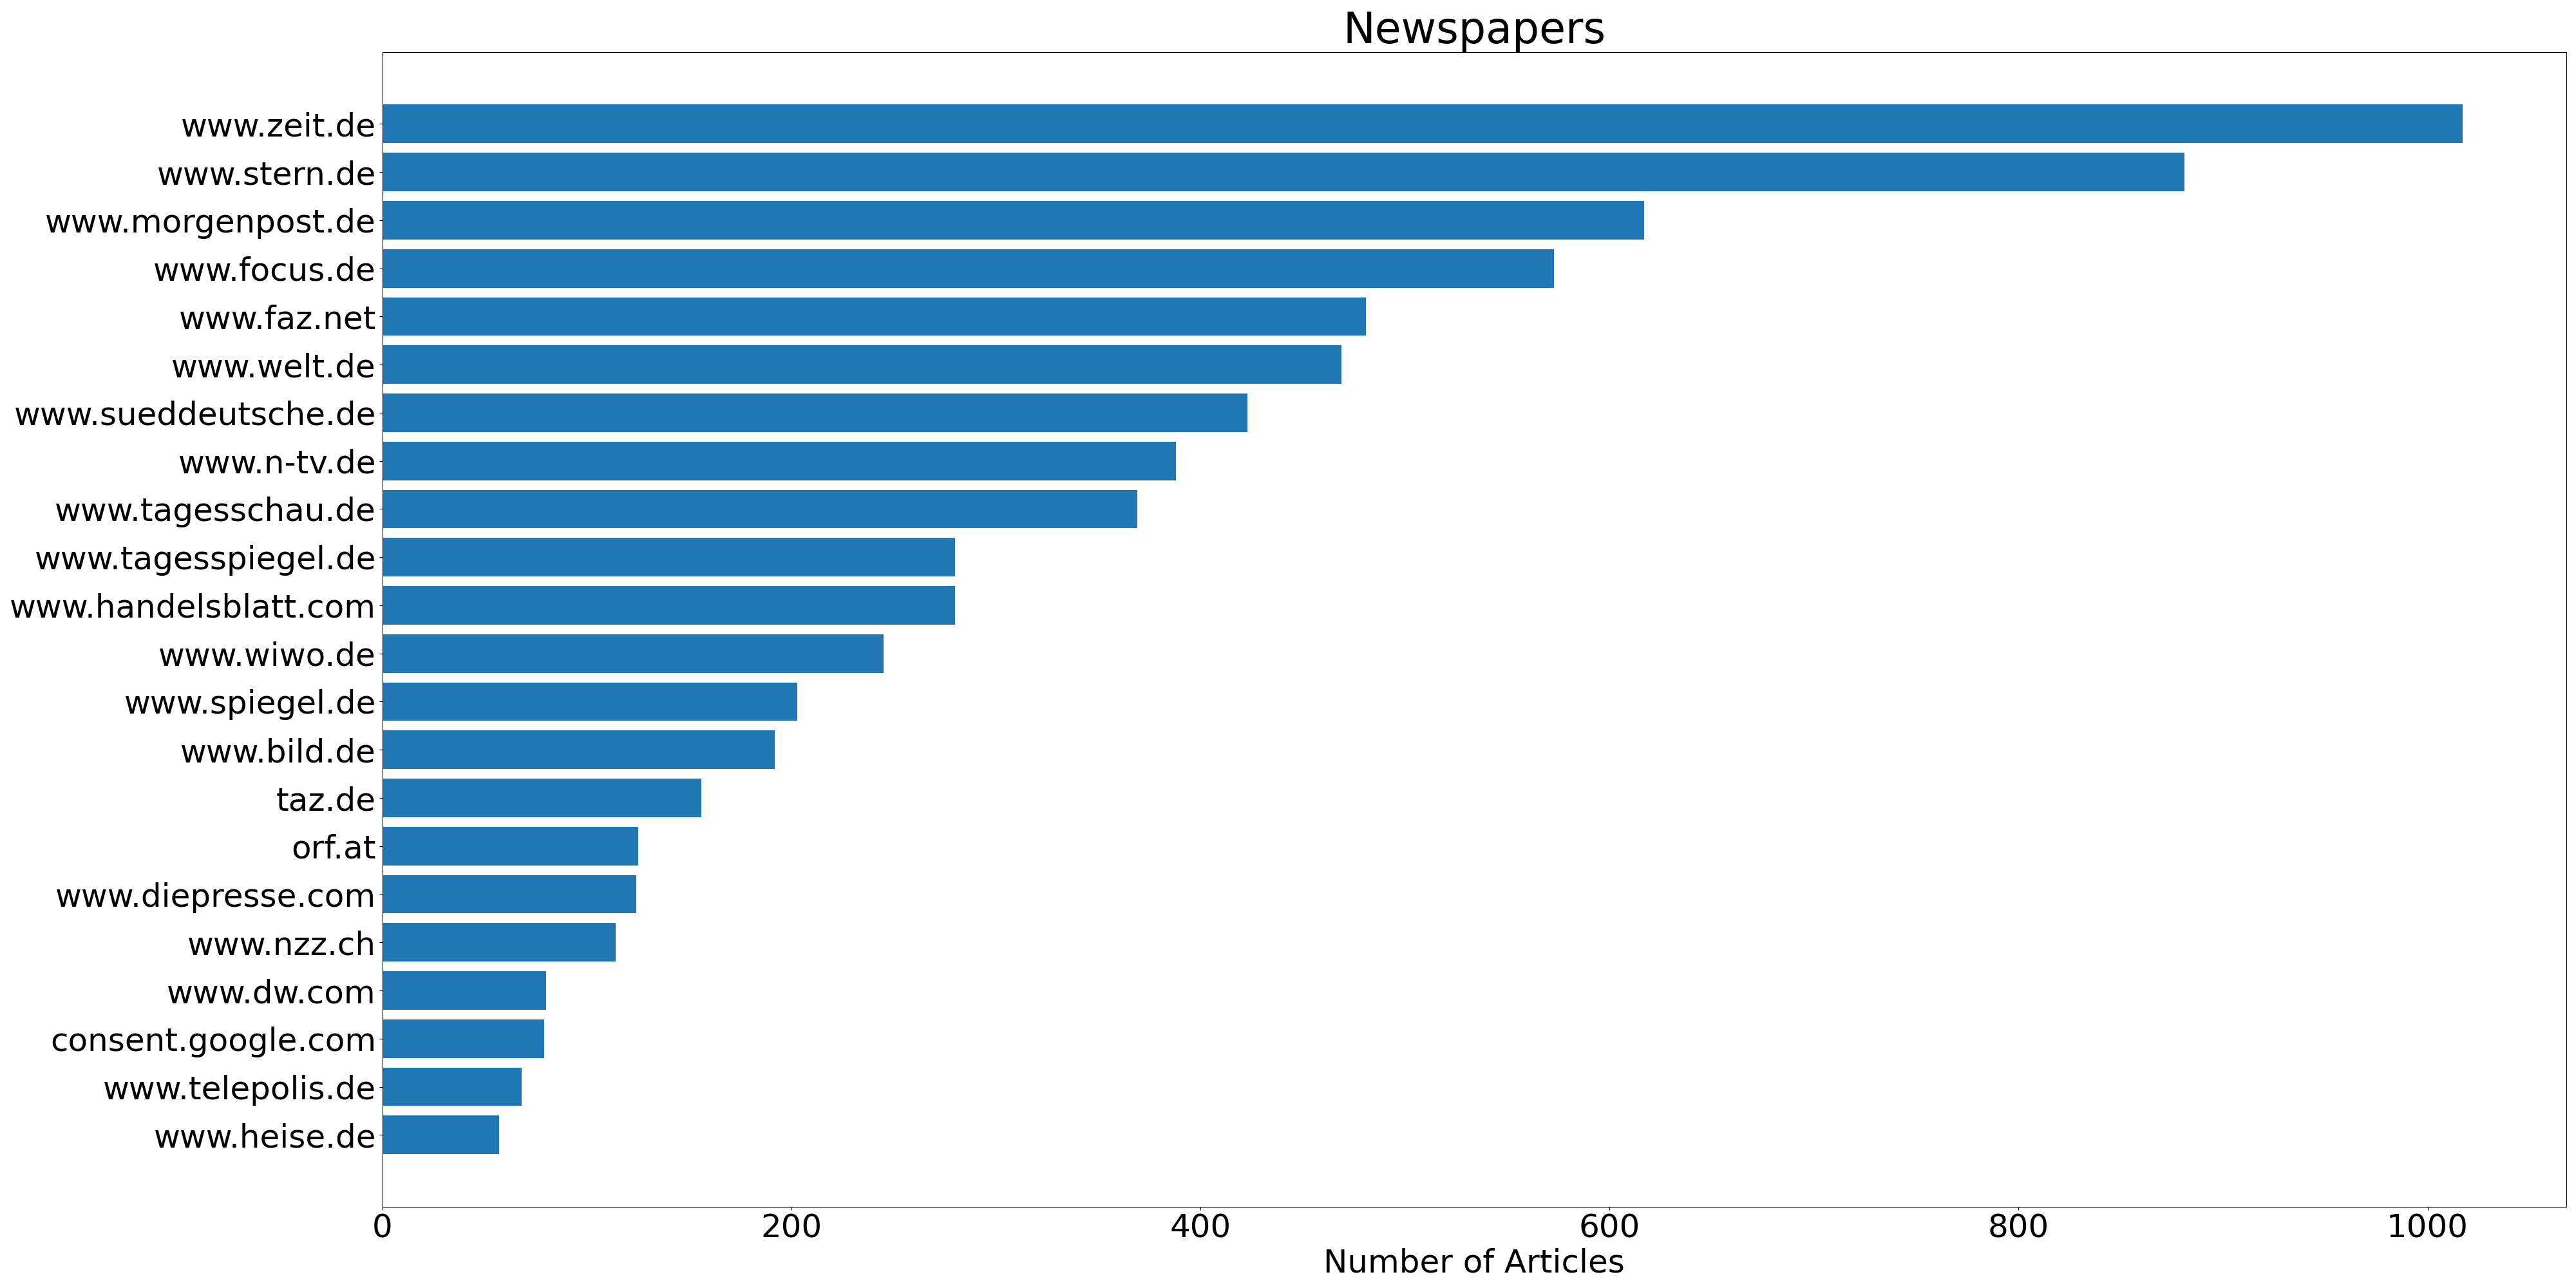 Newspapers
www.zeit.de
www.stern.de
www.morgenpost.de
www.focus.de
www.faz.net
www.welt.de
www.sueddeutsche.de
www.n-tv.de
www.tagesschau.de
www.tagesspiegel.de
www.handelsblatt.com
www.wiwo.de
www.spiegel.de
www.bild.de
taz.de
orf.at
www.diepresse.com
www.nzz.ch
www.dw.com
consent.google.com
www.telepolis.de
www.heise.de
0 200 400 600 800 1000
Number of Articles